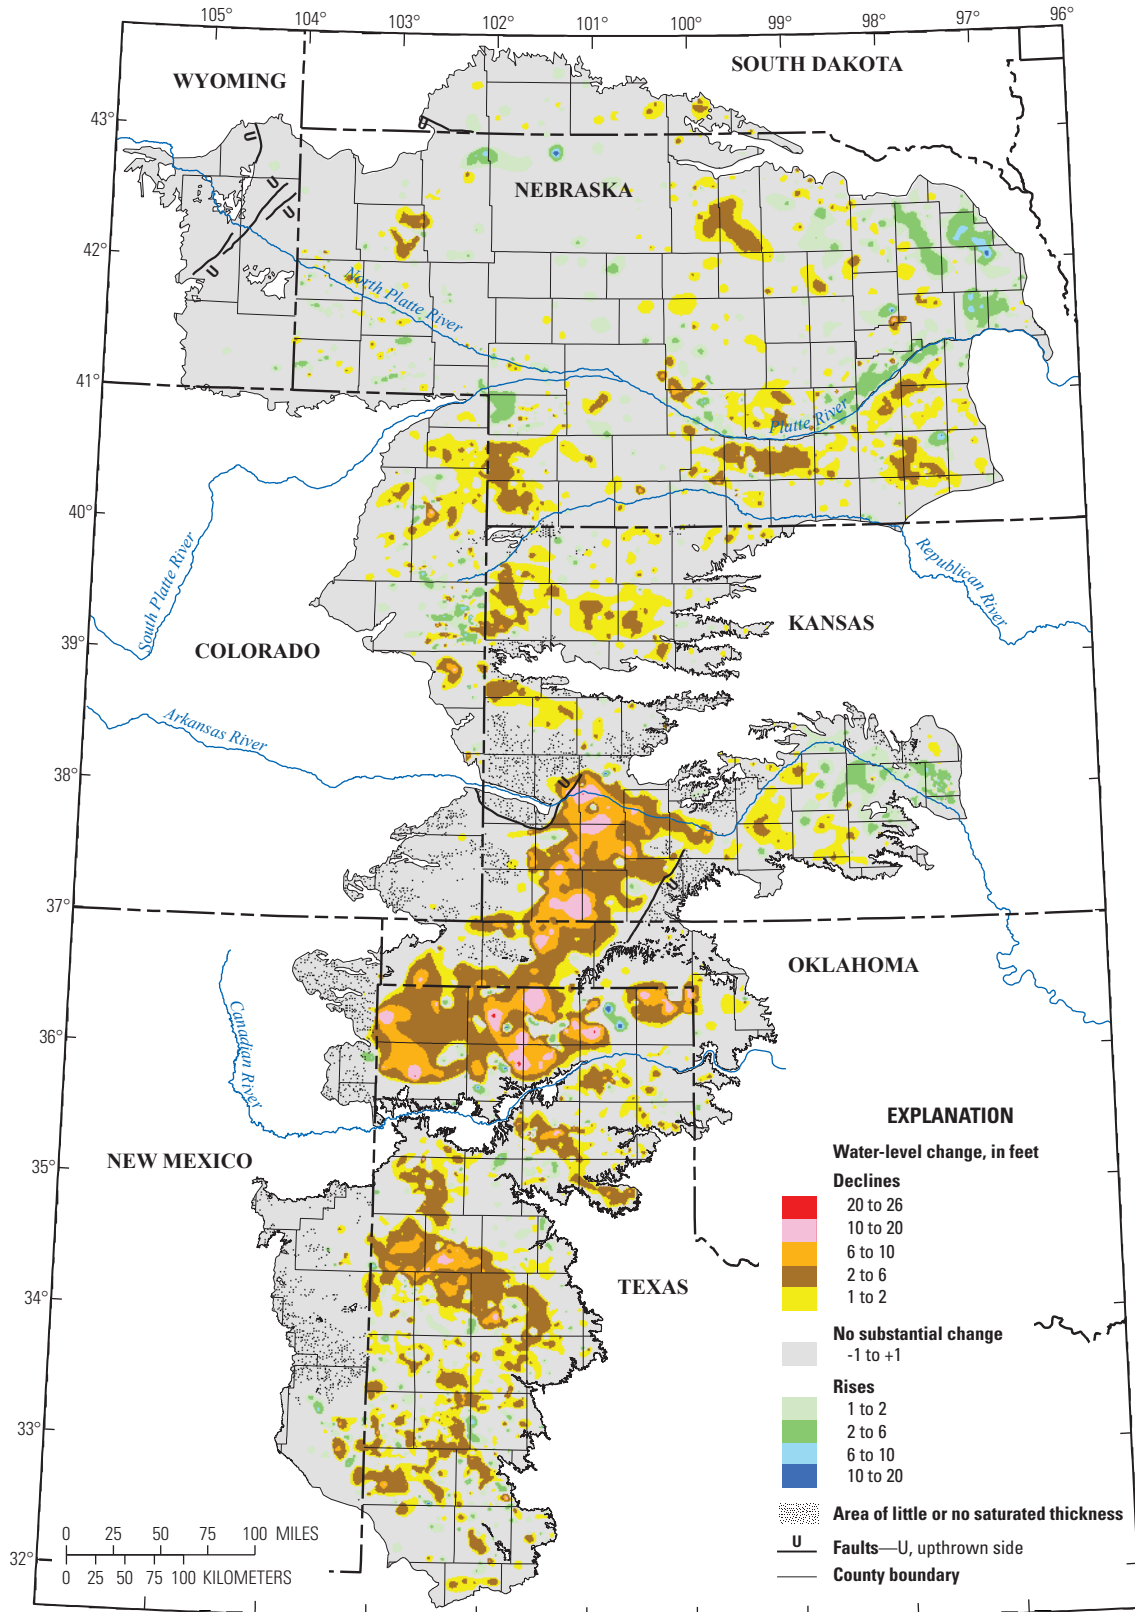 105° 104° 103° 102° 101° 100° 99° 98° 97° 96°
WYOMING
SOUTH DAKOTA
43°
U
U
NEBRASKA
U
U
42°
U
North Platte River
41°
Platte River
40°
South Platte River
Republican River
39°
COLORADO
KANSAS
Arkansas River
38°
U
U
37°
OKLAHOMA
Canadian River
36°
35°
NEW MEXICO
TEXAS
34°
33°
32°
EXPLANATION
Water-level change, in feet
Declines
20 to 26
10 to 20
6 to 10
2 to 6
1 to 2
No substantial change
-1 to +1
Rises
1 to 2
2 to 6
6 to 10
10 to 20
Area of little or no saturated thickness
U Faults—U, upthrown side
County boundary
0 25 50 75 100 MILES
0 25 50 75 100 KILOMETERS